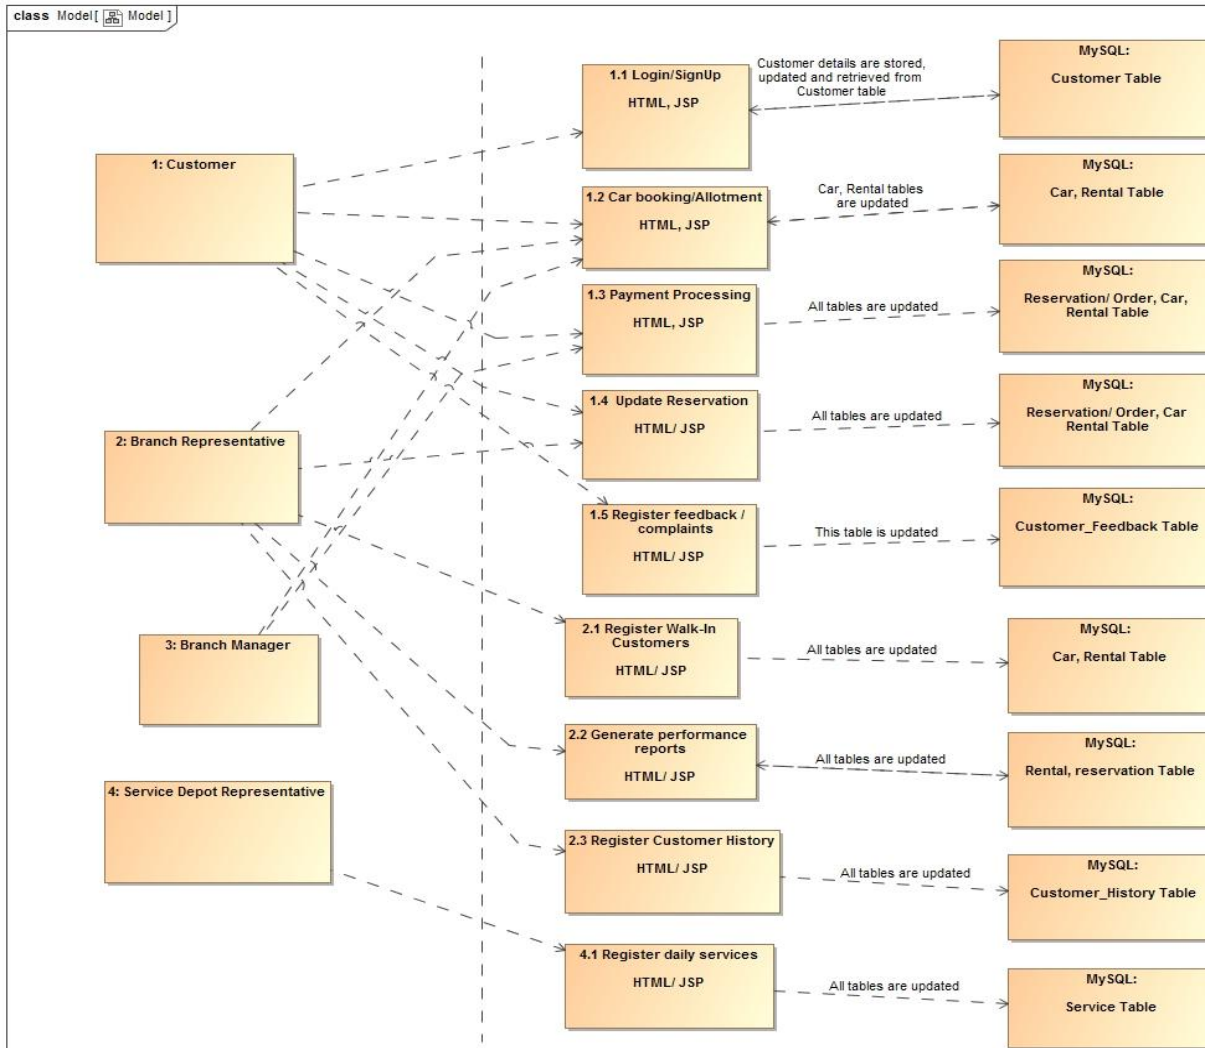 class Model[ Model ]
1: Customer
2: Branch Representative
3: Branch Manager
4: Service Depot Representative
1.1 Login/SignUp
HTML, JSP
Customer details are stored,
updated and retrieved from
Customer table
MySQL:
Customer Table
1.2 Car booking/Allotment
HTML, JSP
Car, Rental tables
are updated
MySQL:
Car, Rental Table
1.3 Payment Processing
HTML, JSP
All tables are updated
MySQL:
Reservation/ Order, Car,
Rental Table
1.4 Update Reservation
HTML/ JSP
All tables are updated
MySQL:
Reservation/ Order, Car
Rental Table
1.5 Register feedback /
complaints
HTML/ JSP
This table is updated
MySQL:
Customer_Feedback Table
2.1 Register Walk-In
Customers
HTML/ JSP
All tables are updated
MySQL:
Car, Rental Table
2.2 Generate performance
reports
HTML/ JSP
All tables are updated
MySQL:
Rental, reservation Table
2.3 Register Customer History
HTML/ JSP
All tables are updated
MySQL:
Customer_History Table
4.1 Register daily services
HTML/ JSP
All tables are updated
MySQL:
Service Table